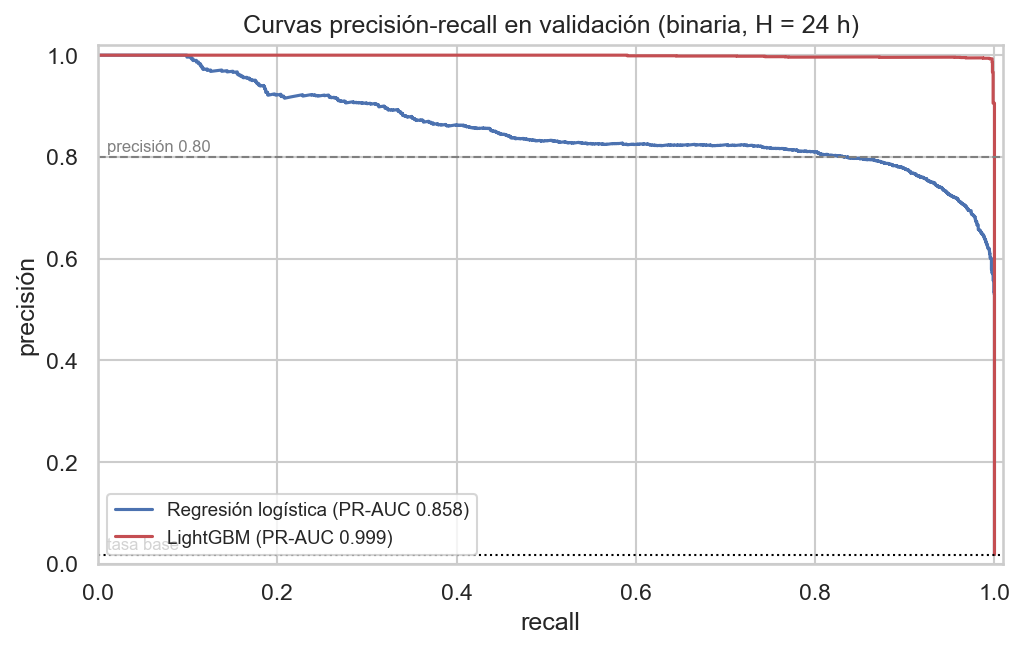 Curvas precisión-recall en validación (binaria, H = 24 h)
1.0
0.8
0.6
0.4
0.2
0.0
precisión
precisión 0.80
Regresión logística (PR-AUC 0.858)
LightGBM (PR-AUC 0.999)
tasa base
0.0 0.2 0.4 0.6 0.8 1.0
recall